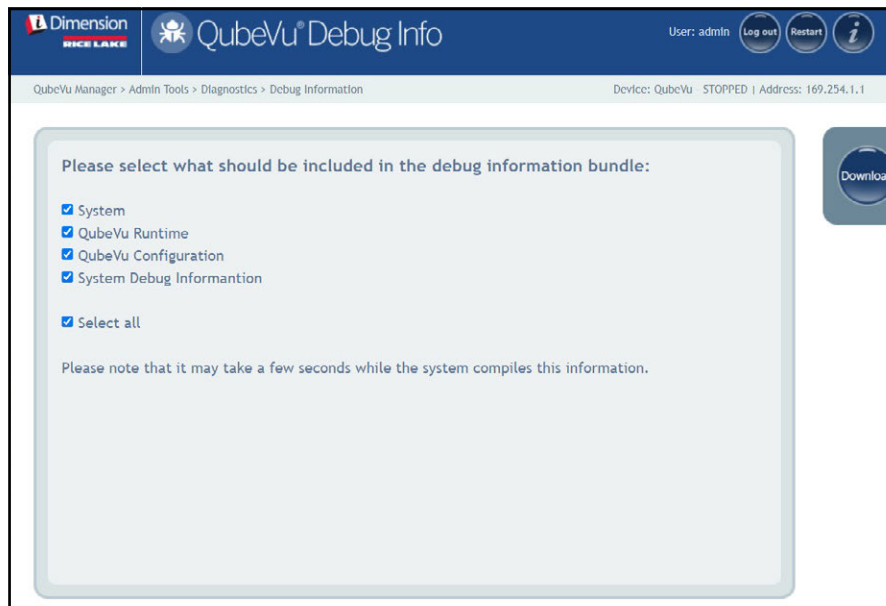 iDimension
RICE LAKE
QubeVu® Debug Info
User: admin
Log out
Restart
i
QubeVu Manager > Admin Tools > Diagnostics > Debug Information
Device: QubeVu - STOPPED | Address: 169.254.1.1
Please select what should be included in the debug information bundle:
System
QubeVu Runtime
QubeVu Configuration
System Debug Informantion
Select all
Please note that it may take a few seconds while the system compiles this information.
Downloa